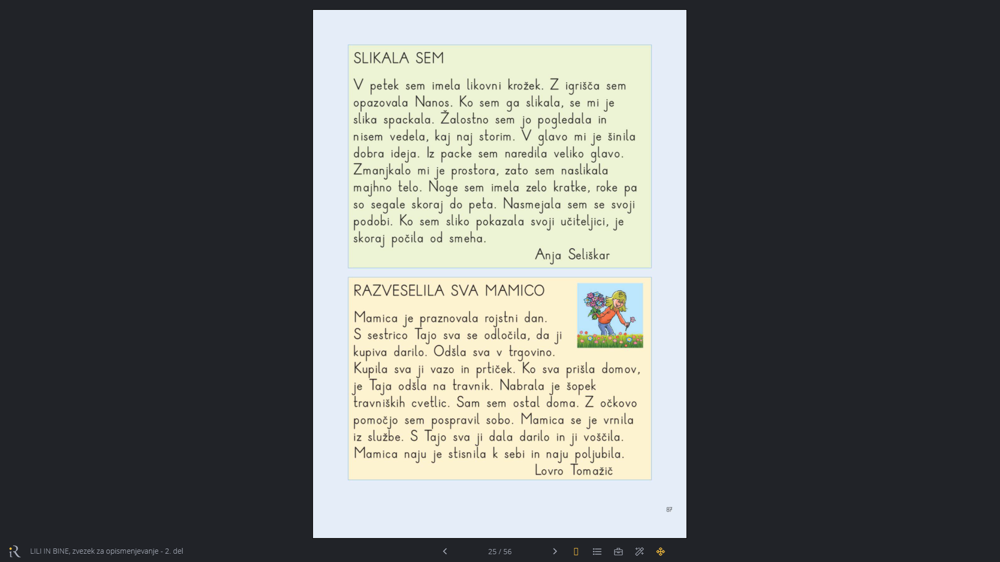 SLIKALA SEM
V petek sem imela likovni krožek. Z igrišča sem
opazovala Nanos. Ko sem ga slikala, se mi je
slika spackala. Žalostno sem jo pogledala in
nisem vedela, kaj naj storim. V glavo mi je šinila
dobra ideja. Iz packe sem naredila veliko glavo.
Zmanjkalo mi je prostora, zato sem naslikala
majhno telo. Noge sem imela zelo kratke, roke pa
so segale skoraj do peta. Nasmejala sem se svoji
podobi. Ko sem sliko pokazala svoji učiteljici, je
skoraj počila od smeha.
Anja Seliškar
RAZVESELILA SVA MAMICO
Mamica je praznovala rojstni dan.
S sestrico Tajo sva se odločila, da ji
kupiva darilo. Odšla sva v trgovino.
Kupila sva ji vazo in prtiček. Ko sva prišla domov,
je Taja odšla na travnik. Nabrala je šopek
travniških cvetlic. Sam sem ostal doma. Z očkovo
pomočjo sem pospravil sobo. Mamica se je vrnila
iz službe. S Tajo sva ji dala darilo in ji voščila.
Mamica naju je stisnila k sebi in naju poljubila.
Lovro Tomažič
87
iR LILI IN BINE, zvezek za opismenjevanje - 2. del
25 / 56